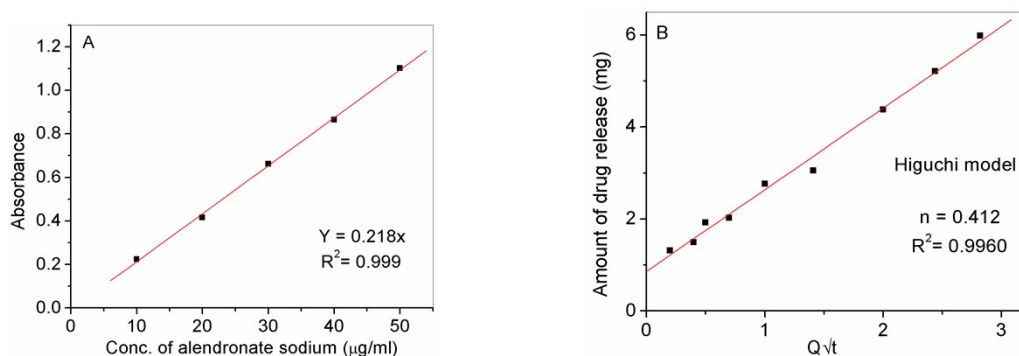 A
1.2
1.0
0.8
0.6
0.4
0.2
0.0
0 10 20 30 40 50
Absorbance
Conc. of alendronate sodium (μg/ml)
Y = 0.218x
R²= 0.999
B
6
4
2
0
0 1 2 3
Amount of drug release (mg)
Q√t
Higuchi model
n = 0.412
R²= 0.9960